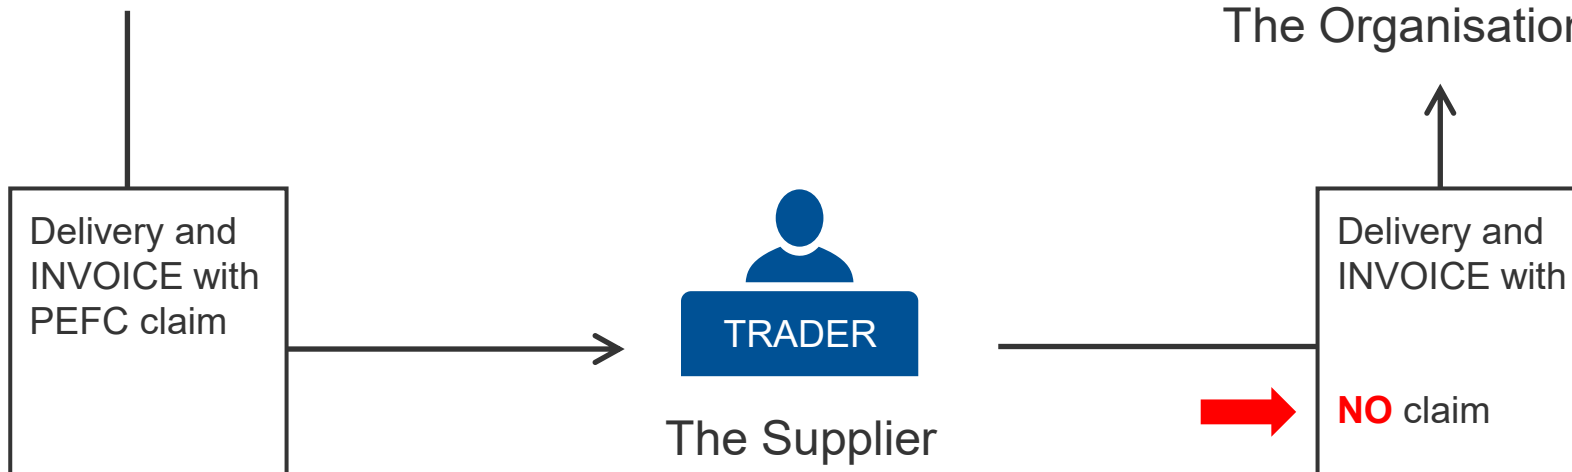 The Organisation
Delivery and
INVOICE with
PEFC claim
TRADER
The Supplier
Delivery and
INVOICE with
NO claim